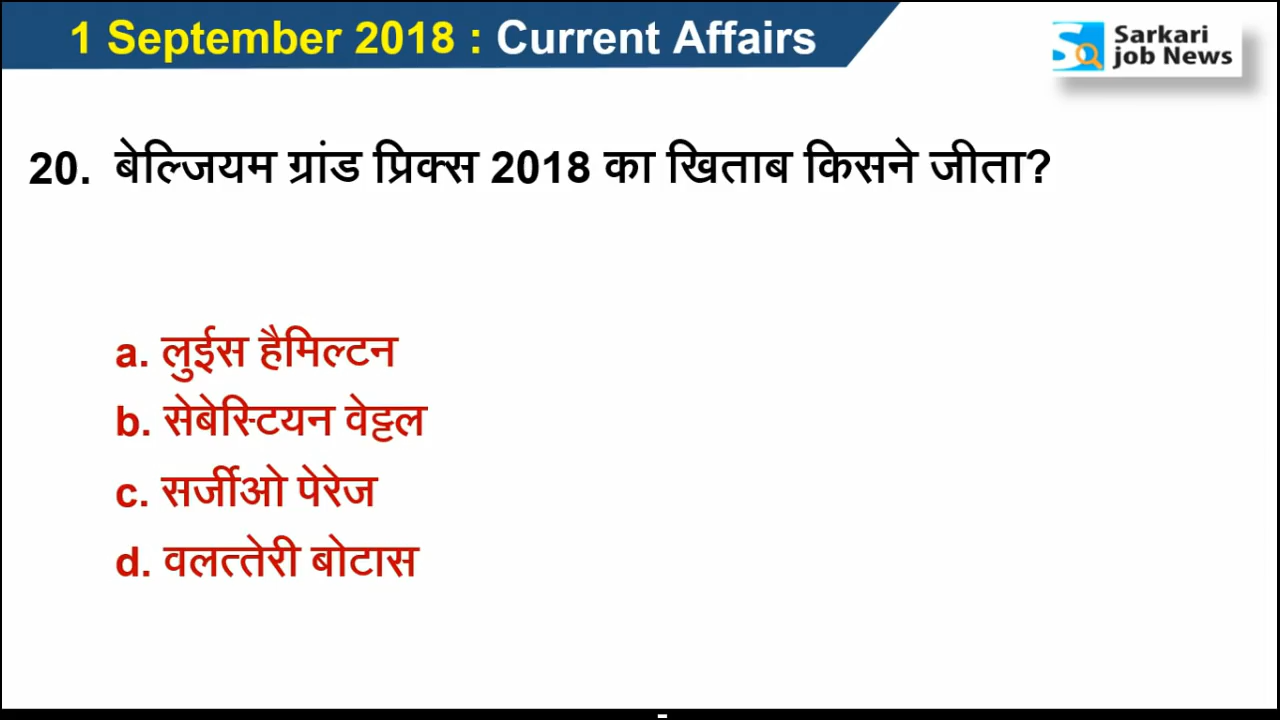 1 September 2018 : Current Affairs
Sarkari
job News
20. बेल्जियम ग्रांड प्रिक्स 2018 का खिताब किसने जीता?
a. लुईस हैमिल्टन
b. सेबेस्टियन वेट्टल
c. सर्जीओ पेरेज
d. वलत्तेरी बोटास